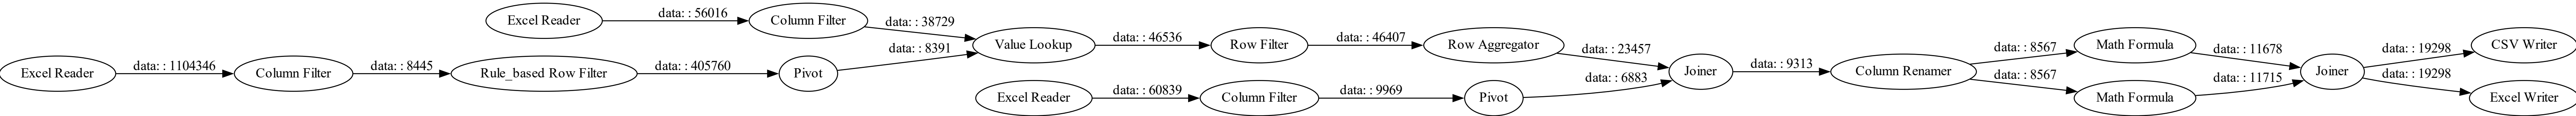 Excel Reader
data: : 56016
Column Filter
data: : 38729
Excel Reader
data: : 1104346
Column Filter
data: : 8445
Rule_based Row Filter
data: : 405760
Pivot
data: : 8391
Value Lookup
data: : 46536
Row Filter
data: : 46407
Row Aggregator
data: : 23457
Excel Reader
data: : 60839
Column Filter
data: : 9969
Pivot
data: : 6883
Joiner
data: : 9313
Column Renamer
data: : 8567
Math Formula
data: : 11678
data: : 8567
Math Formula
data: : 11715
Joiner
data: : 19298
CSV Writer
data: : 19298
Excel Writer